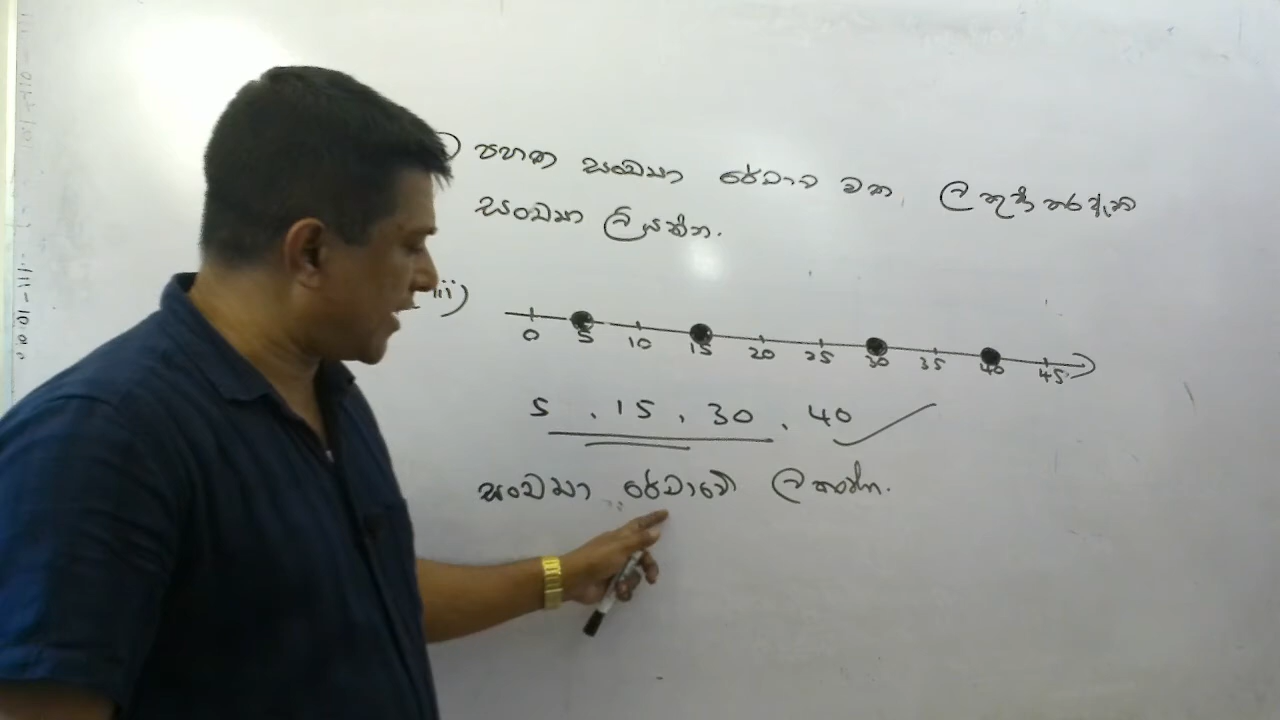 පහත සංඛ්‍යා රේඛාව මත ලකුණු කර ඇති
සංඛ්‍යා ලියන්න.
iii)
0 5 10 15 20 25 30 35 40 45
5 , 15 , 30 , 40
සංඛ්‍යා රේඛාවේ ලකුණු